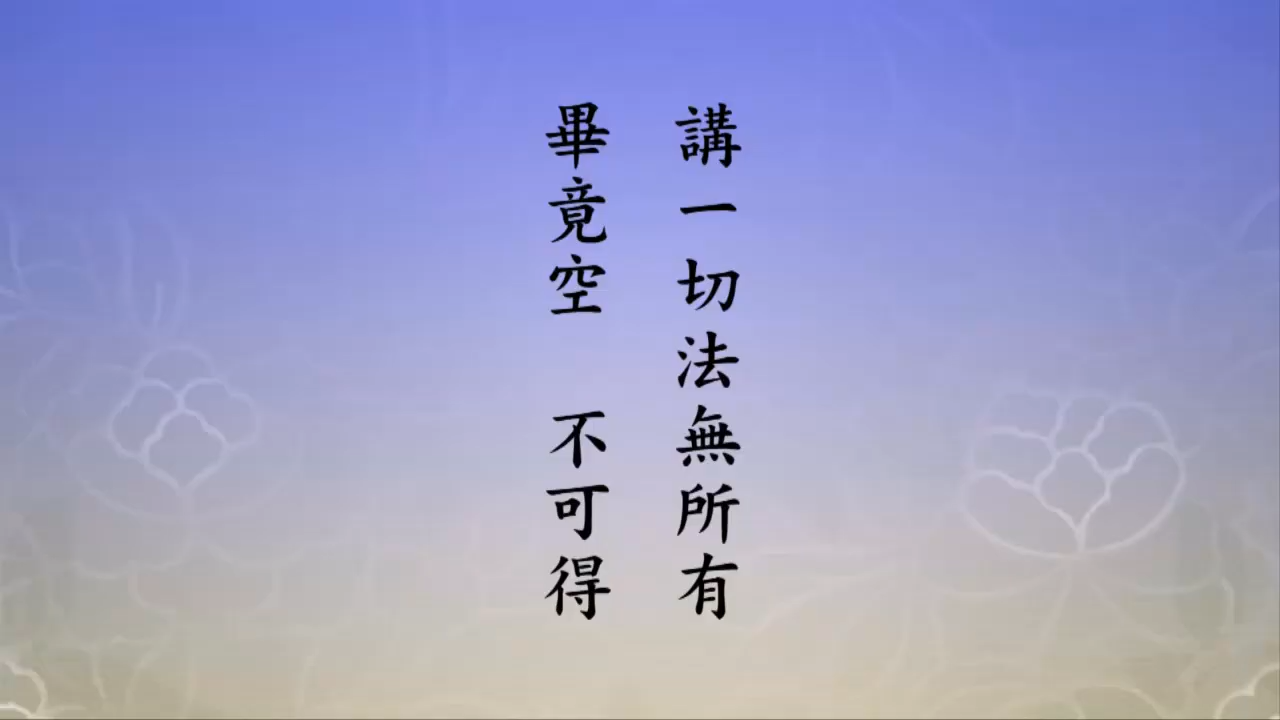 講一切法無所有
畢竟空　不可得